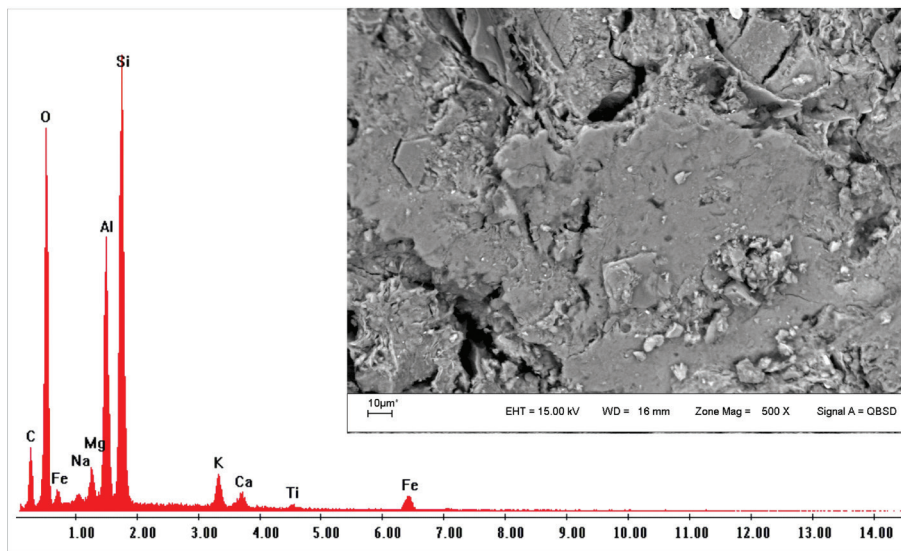 Si
O
Al
C
Fe
Na
Mg
K
Ca
Ti
Fe
10µm
EHT = 15.00 kV WD = 16 mm Zone Mag = 500 X Signal A = QBSD
1.00 2.00 3.00 4.00 5.00 6.00 7.00 8.00 9.00 10.00 11.00 12.00 13.00 14.00